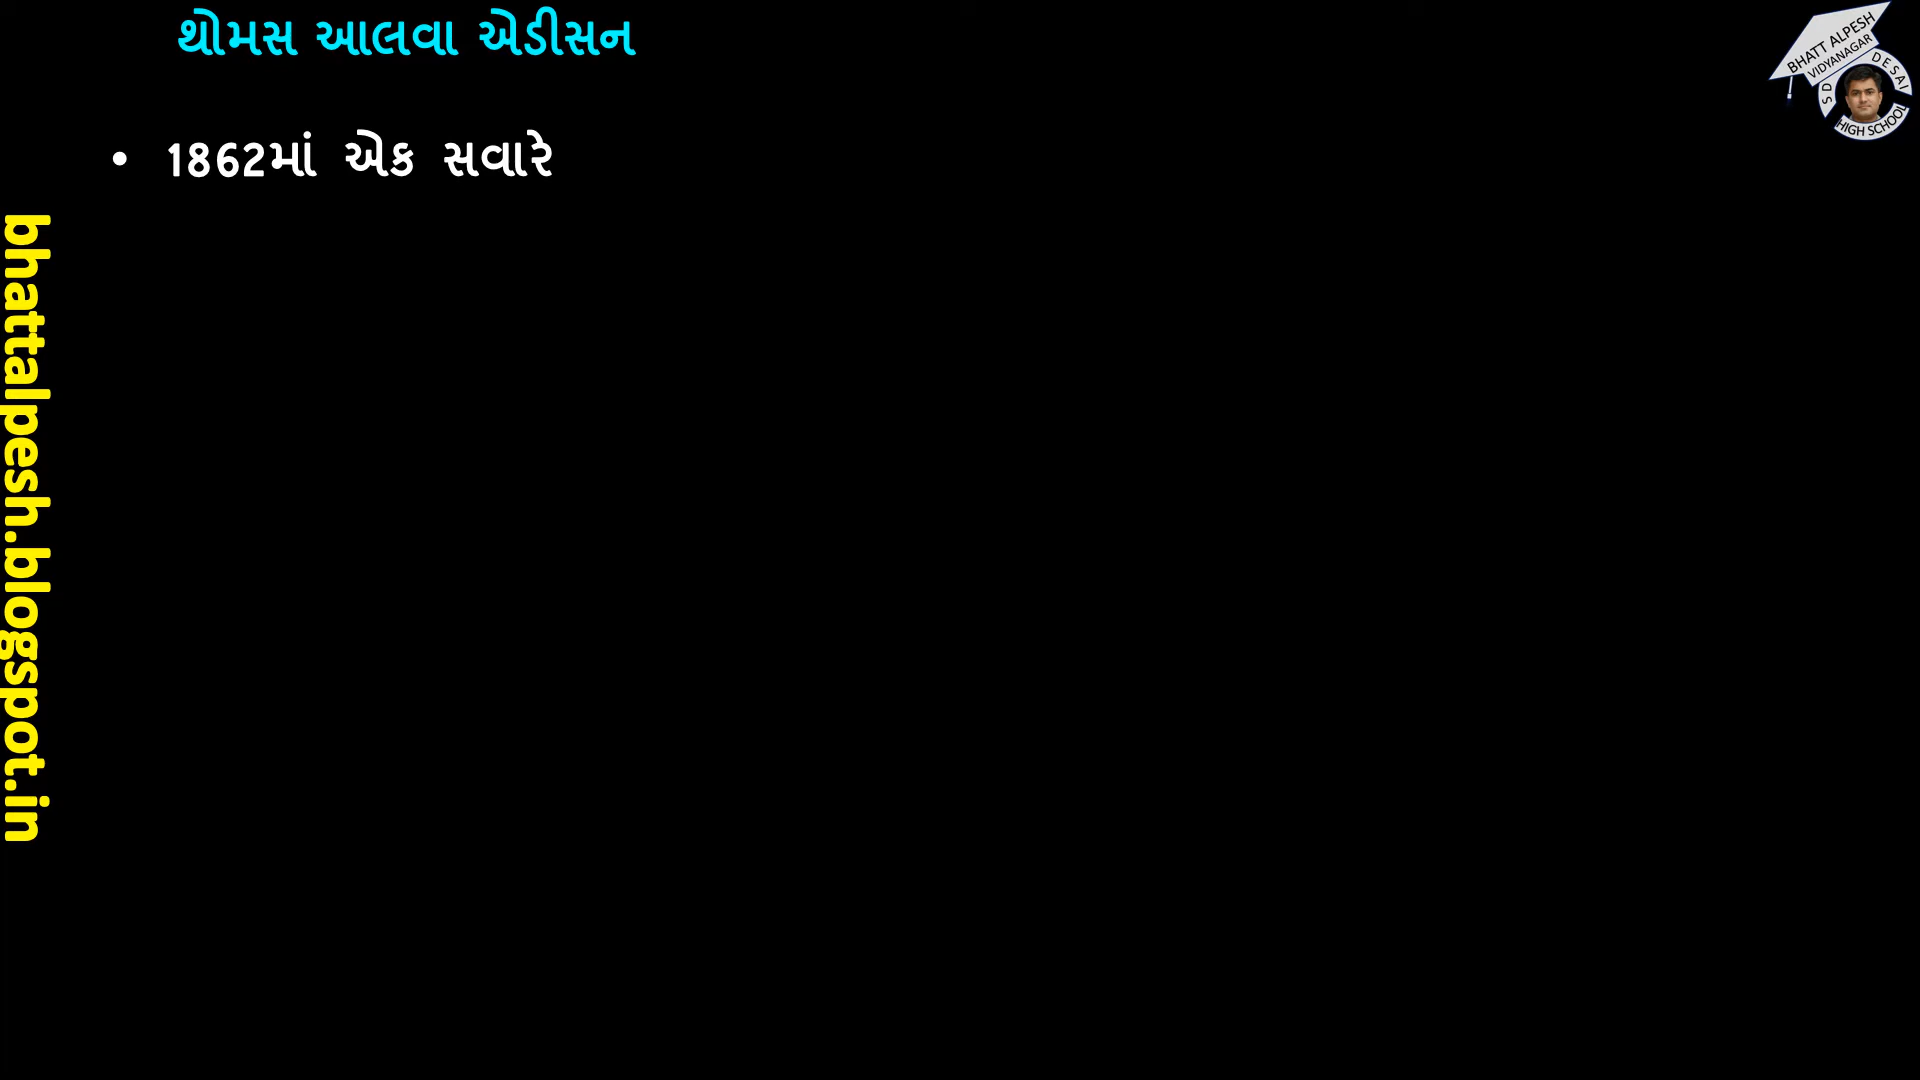 થોમસ આલવા એડીસન
• 1862માં એક સવારે
bhattalpesh.blogspot.in
BHATT ALPESH
VIDYANAGAR
S D DESAI
HIGH SCHOOL